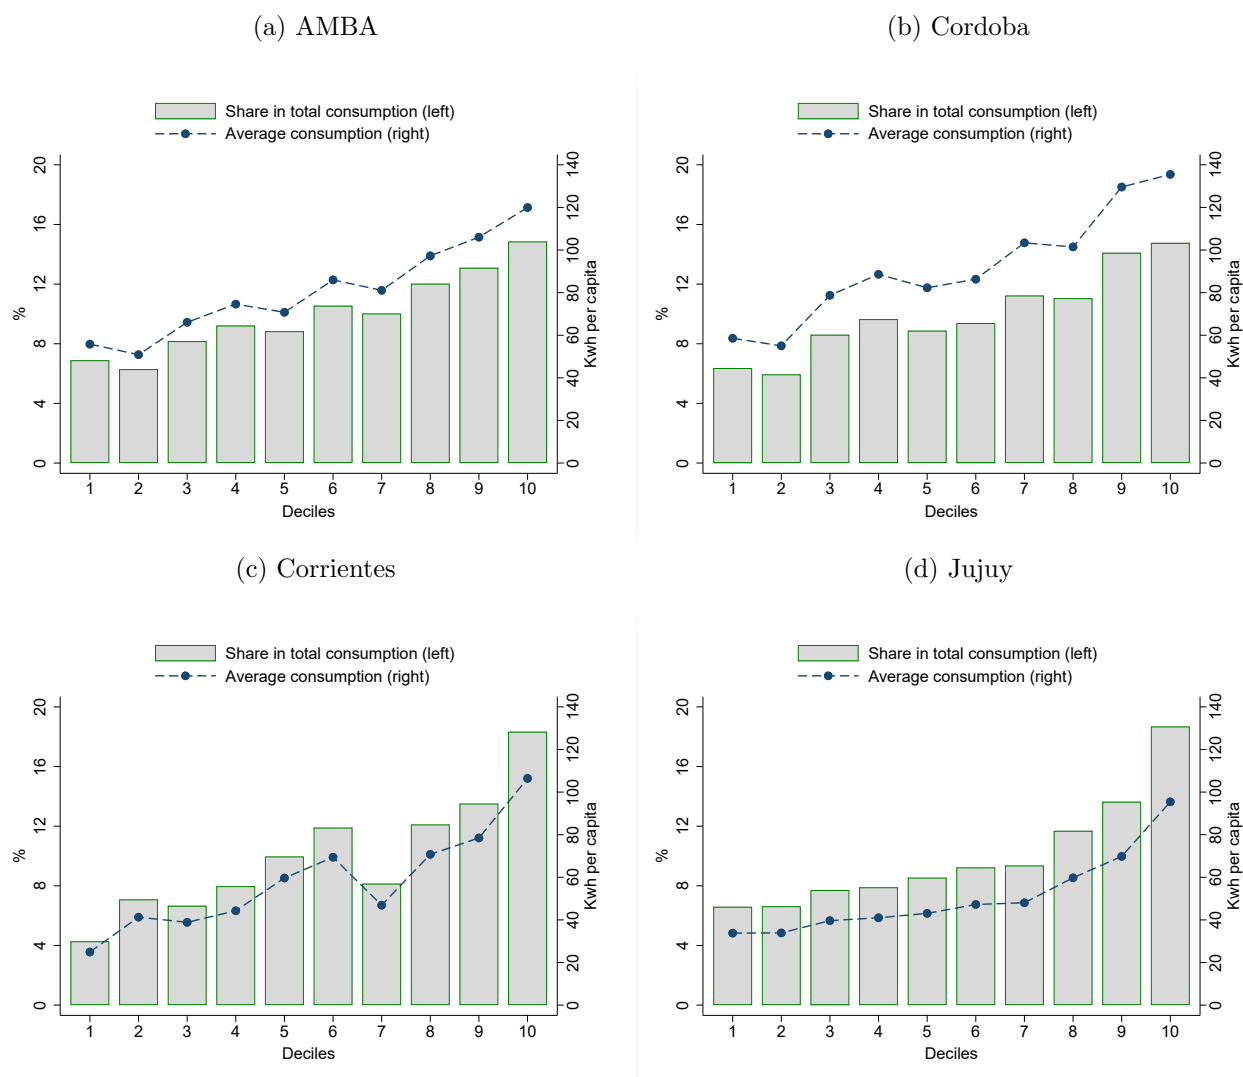 (a) AMBA
Share in total consumption (left)
Average consumption (right)
20
16
12
8
4
0
%
140
120
100
80
60
40
20
0
Kwh per capita
1 2 3 4 5 6 7 8 9 10
Deciles
(b) Cordoba
Share in total consumption (left)
Average consumption (right)
20
16
12
8
4
0
%
140
120
100
80
60
40
20
0
Kwh per capita
1 2 3 4 5 6 7 8 9 10
Deciles
(c) Corrientes
Share in total consumption (left)
Average consumption (right)
20
16
12
8
4
0
%
140
120
100
80
60
40
20
0
Kwh per capita
1 2 3 4 5 6 7 8 9 10
Deciles
(d) Jujuy
Share in total consumption (left)
Average consumption (right)
20
16
12
8
4
0
%
140
120
100
80
60
40
20
0
Kwh per capita
1 2 3 4 5 6 7 8 9 10
Deciles